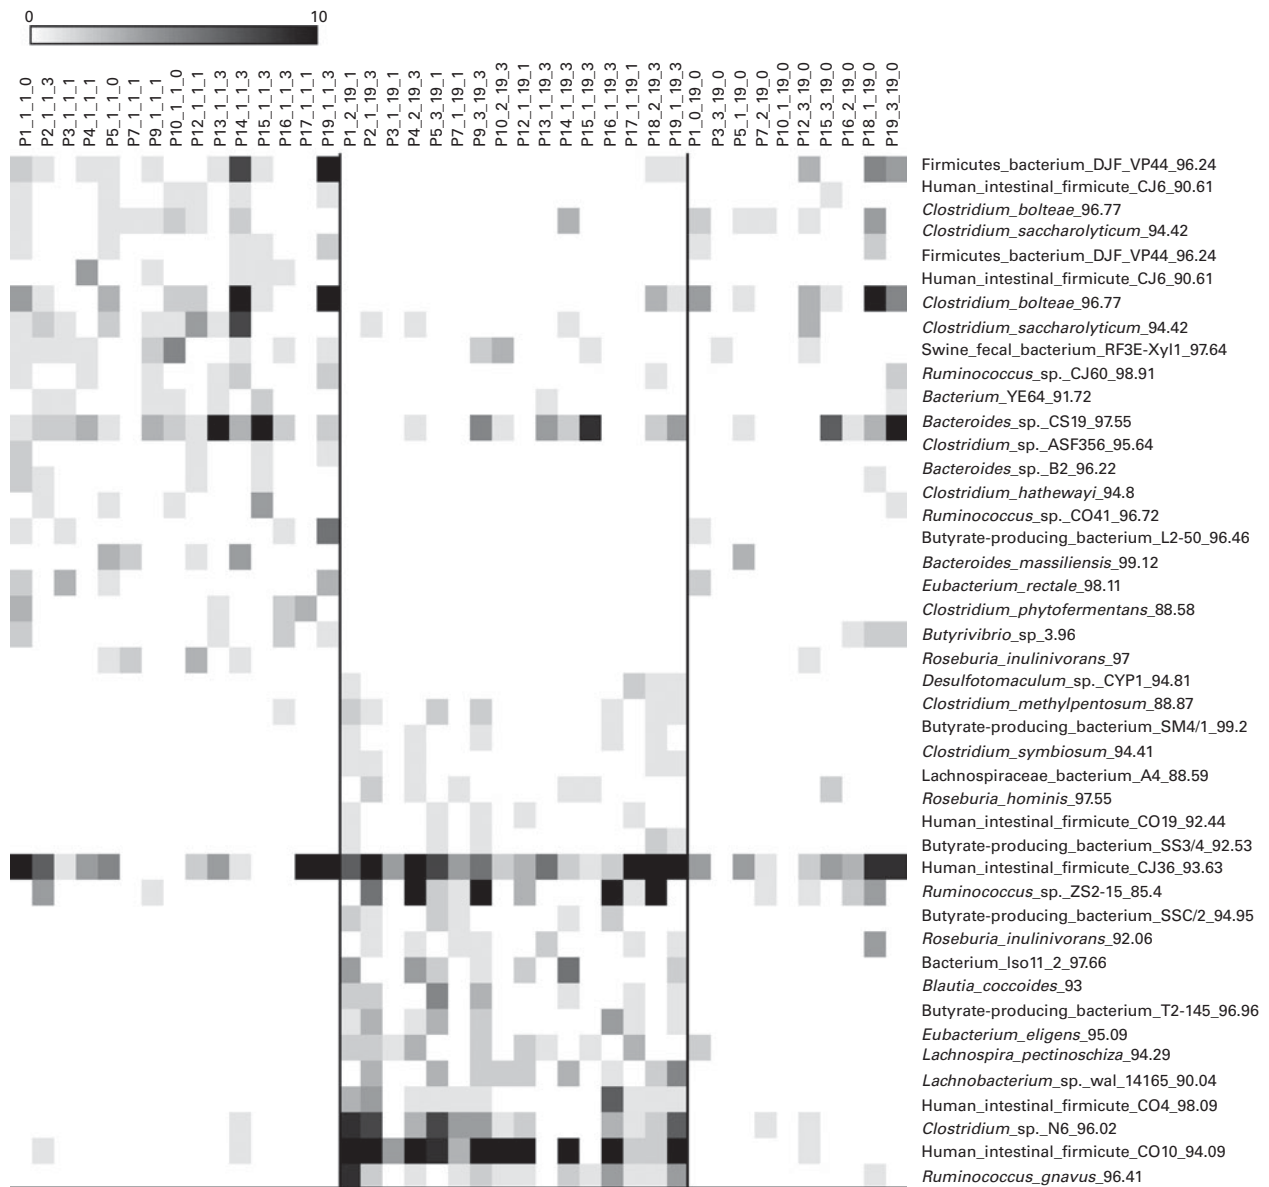 0 10
P1_1_1_0
P2_1_1_3
P3_1_1_1
P4_1_1_1
P5_1_1_0
P7_1_1_1
P9_1_1_1
P10_1_1_0
P12_1_1_1
P13_1_1_3
P14_1_1_3
P15_1_1_3
P16_1_1_3
P17_1_1_1
P19_1_1_3
P1_2_19_1
P2_1_19_3
P3_1_19_1
P4_2_19_3
P5_3_19_1
P7_1_19_1
P9_3_19_3
P10_2_19_3
P12_1_19_1
P13_1_19_3
P14_1_19_3
P15_1_19_3
P16_1_19_3
P17_1_19_1
P18_2_19_3
P19_1_19_3
P1_0_19_0
P3_3_19_0
P5_1_19_0
P7_2_19_0
P10_1_19_0
P12_3_19_0
P15_3_19_0
P16_2_19_0
P18_1_19_0
P19_3_19_0
Firmicutes_bacterium_DJF_VP44_96.24
Human_intestinal_firmicute_CJ6_90.61
Clostridium_bolteae_96.77
Clostridium_saccharolyticum_94.42
Firmicutes_bacterium_DJF_VP44_96.24
Human_intestinal_firmicute_CJ6_90.61
Clostridium_bolteae_96.77
Clostridium_saccharolyticum_94.42
Swine_fecal_bacterium_RF3E-Xyl1_97.64
Ruminococcus_sp._CJ60_98.91
Bacterium_YE64_91.72
Bacteroides_sp._CS19_97.55
Clostridium_sp._ASF356_95.64
Bacteroides_sp._B2_96.22
Clostridium_hathewayi_94.8
Ruminococcus_sp._CO41_96.72
Butyrate-producing_bacterium_L2-50_96.46
Bacteroides_massiliensis_99.12
Eubacterium_rectale_98.11
Clostridium_phytofermentans_88.58
Butyrivibrio_sp_3.96
Roseburia_inulinivorans_97
Desulfotomaculum_sp._CYP1_94.81
Clostridium_methylpentosum_88.87
Butyrate-producing_bacterium_SM4/1_99.2
Clostridium_symbiosum_94.41
Lachnospiraceae_bacterium_A4_88.59
Roseburia_hominis_97.55
Human_intestinal_firmicute_CO19_92.44
Butyrate-producing_bacterium_SS3/4_92.53
Human_intestinal_firmicute_CJ36_93.63
Ruminococcus_sp._ZS2-15_85.4
Butyrate-producing_bacterium_SSC/2_94.95
Roseburia_inulinivorans_92.06
Bacterium_Iso11_2_97.66
Blautia_coccoides_93
Butyrate-producing_bacterium_T2-145_96.96
Eubacterium_eligens_95.09
Lachnospira_pectinoschiza_94.29
Lachnobacterium_sp._wal_14165_90.04
Human_intestinal_firmicute_CO4_98.09
Clostridium_sp._N6_96.02
Human_intestinal_firmicute_CO10_94.09
Ruminococcus_gnavus_96.41